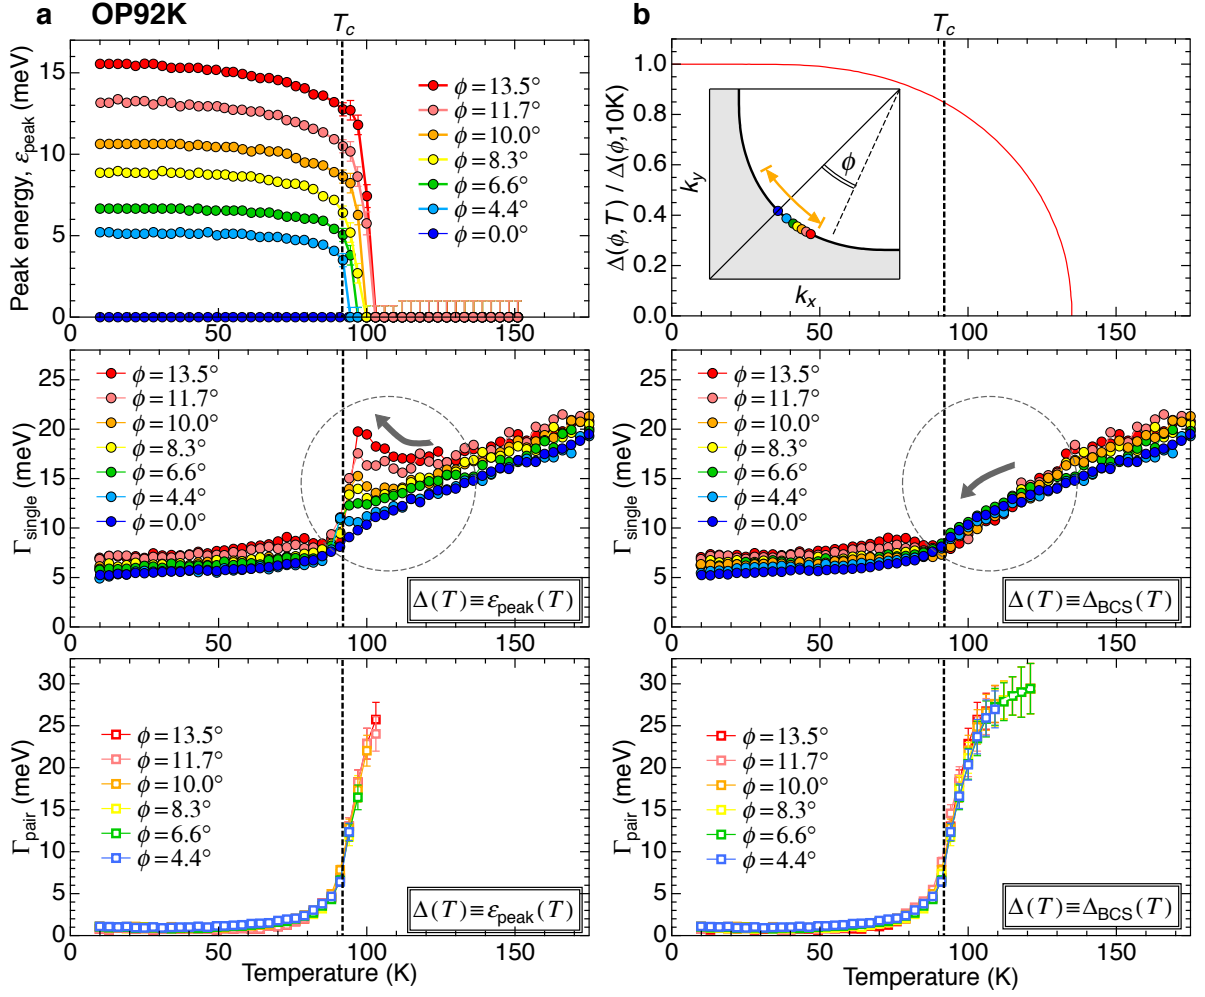 a OP92K
T_c
Peak energy, ε_peak (meV)
15
10
5
0
ϕ=13.5°
ϕ=11.7°
ϕ=10.0°
ϕ=8.3°
ϕ=6.6°
ϕ=4.4°
ϕ=0.0°
0 50 100 150
Γ_single (meV)
25
20
15
10
5
0
ϕ=13.5°
ϕ=11.7°
ϕ=10.0°
ϕ=8.3°
ϕ=6.6°
ϕ=4.4°
ϕ=0.0°
Δ(T)≡ε_peak(T)
0 50 100 150
Γ_pair (meV)
30
25
20
15
10
5
0
ϕ=13.5°
ϕ=11.7°
ϕ=10.0°
ϕ=8.3°
ϕ=6.6°
ϕ=4.4°
Δ(T)≡ε_peak(T)
0 50 100 150
Temperature (K)
b
T_c
Δ(ϕ,T) / Δ(ϕ,10K)
1.0
0.8
0.6
0.4
0.2
0.0
ϕ
k_y
k_x
0 50 100 150
Γ_single (meV)
25
20
15
10
5
0
ϕ=13.5°
ϕ=11.7°
ϕ=10.0°
ϕ=8.3°
ϕ=6.6°
ϕ=4.4°
ϕ=0.0°
Δ(T)≡Δ_BCS(T)
0 50 100 150
Γ_pair (meV)
30
25
20
15
10
5
0
ϕ=13.5°
ϕ=11.7°
ϕ=10.0°
ϕ=8.3°
ϕ=6.6°
ϕ=4.4°
Δ(T)≡Δ_BCS(T)
0 50 100 150
Temperature (K)